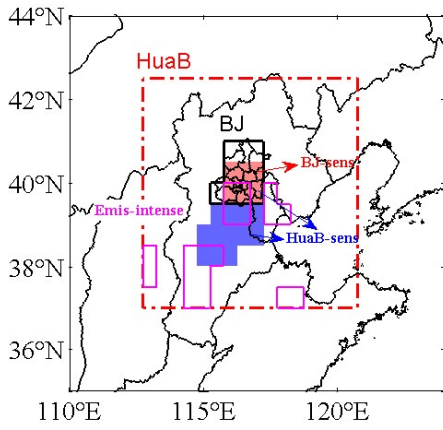 44°N
HuaB
42°N
BJ
BJ-sens
40°N
Emis-intense
HuaB-sens
38°N
36°N
110°E 115°E 120°E